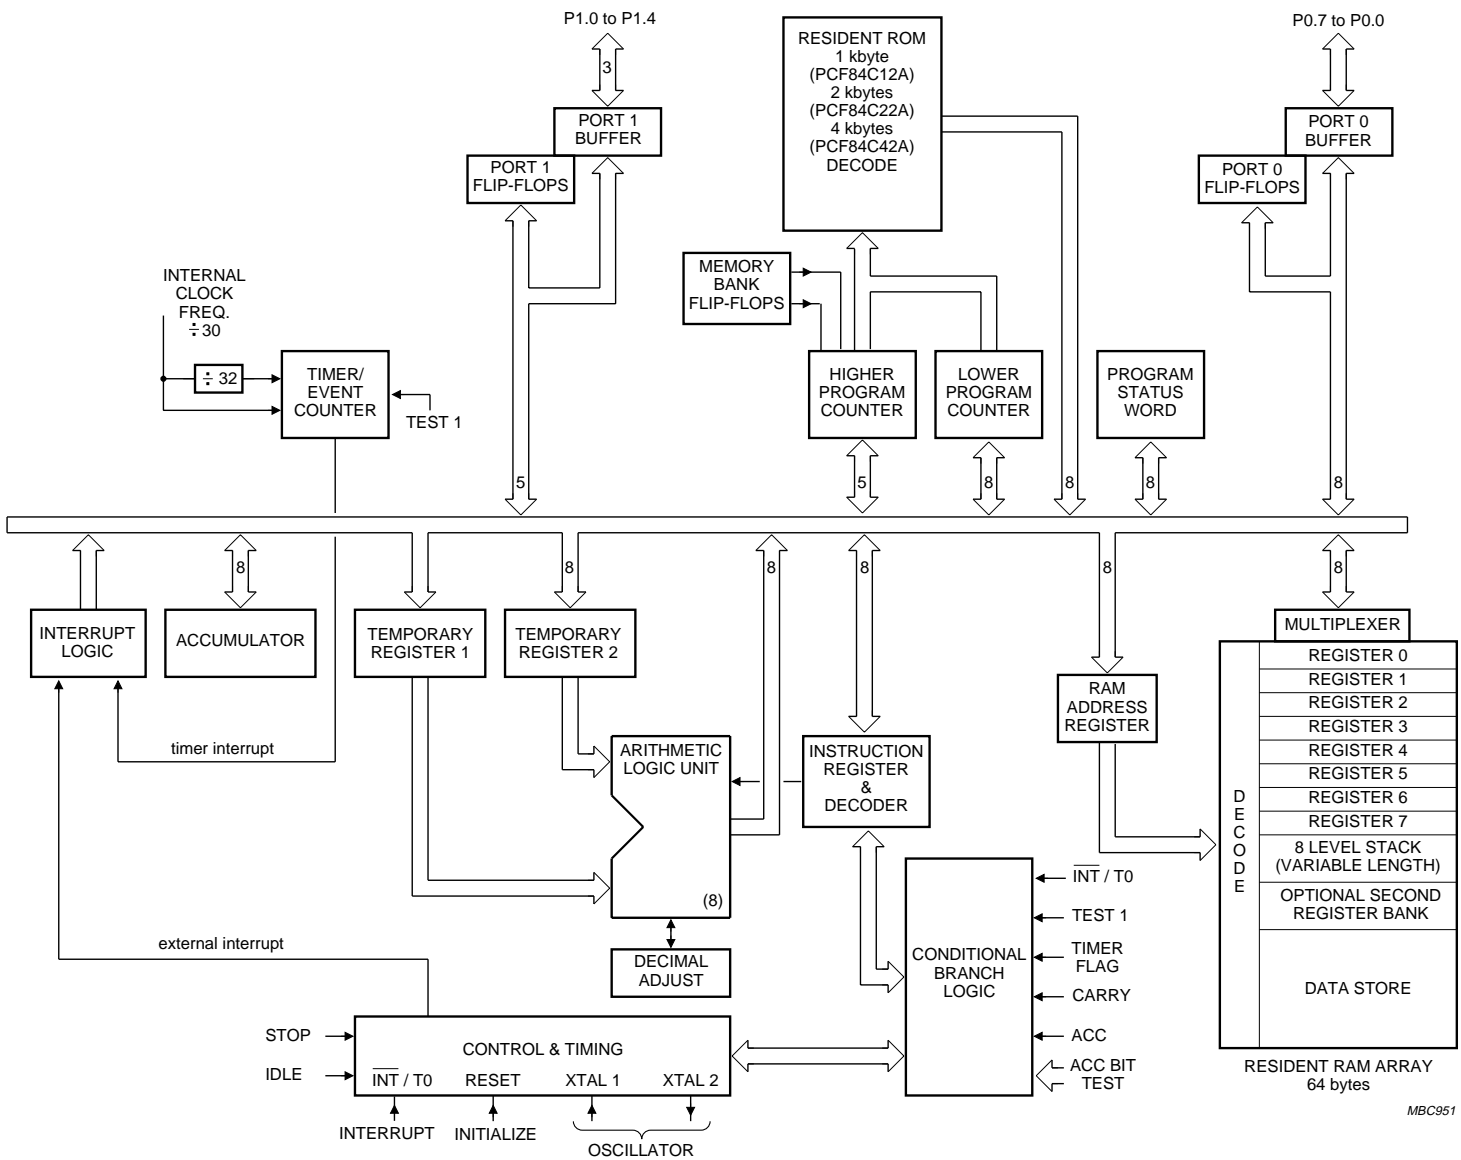 P1.0 to P1.4
3
PORT 1
BUFFER
PORT 1
FLIP-FLOPS
RESIDENT ROM
1 kbyte
(PCF84C12A)
2 kbytes
(PCF84C22A)
4 kbytes
(PCF84C42A)
DECODE
P0.7 to P0.0
PORT 0
BUFFER
PORT 0
FLIP-FLOPS
MEMORY
BANK
FLIP-FLOPS
INTERNAL
CLOCK
FREQ.
÷ 30
÷ 32
TIMER/
EVENT
COUNTER
TEST 1
HIGHER
PROGRAM
COUNTER
LOWER
PROGRAM
COUNTER
PROGRAM
STATUS
WORD
5
5
8
8
8
8
8
8
8
8
8
8
INTERRUPT
LOGIC
ACCUMULATOR
TEMPORARY
REGISTER 1
TEMPORARY
REGISTER 2
MULTIPLEXER
REGISTER 0
REGISTER 1
REGISTER 2
REGISTER 3
REGISTER 4
REGISTER 5
REGISTER 6
REGISTER 7
8 LEVEL STACK
(VARIABLE LENGTH)
OPTIONAL SECOND
REGISTER BANK
DATA STORE
D
E
C
O
D
E
RESIDENT RAM ARRAY
64 bytes
RAM
ADDRESS
REGISTER
timer interrupt
ARITHMETIC
LOGIC UNIT
(8)
INSTRUCTION
REGISTER
&
DECODER
DECIMAL
ADJUST
external interrupt
CONDITIONAL
BRANCH
LOGIC
INT / T0
TEST 1
TIMER
FLAG
CARRY
ACC
ACC BIT
TEST
STOP
IDLE
CONTROL & TIMING
INT / T0 RESET XTAL 1 XTAL 2
INTERRUPT INITIALIZE
OSCILLATOR
MBC951